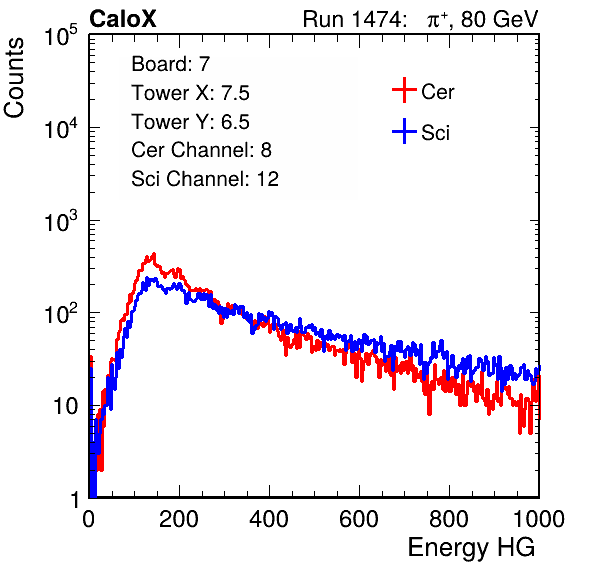 CaloX Run 1474: π⁺, 80 GeV
Counts
10⁵
10⁴
10³
10²
10
1
Board: 7
Tower X: 7.5
Tower Y: 6.5
Cer Channel: 8
Sci Channel: 12
Cer
Sci
0 200 400 600 800 1000
Energy HG